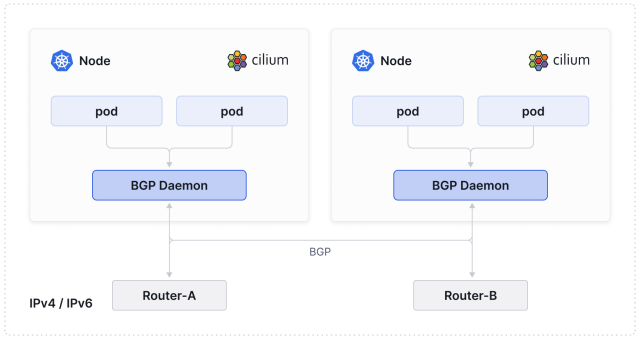 Node
cilium
pod
pod
BGP Daemon
Node
cilium
pod
pod
BGP Daemon
BGP
IPv4 / IPv6
Router-A
Router-B